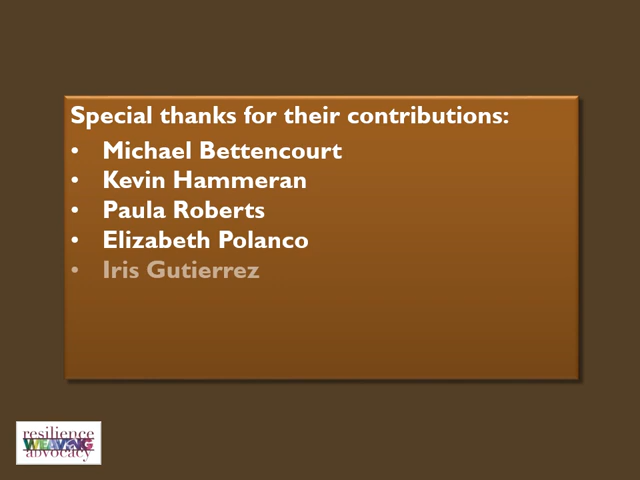 Special thanks for their contributions:
• Michael Bettencourt
• Kevin Hammeran
• Paula Roberts
• Elizabeth Polanco
• Iris Gutierrez
resilience
WEAVING
advocacy